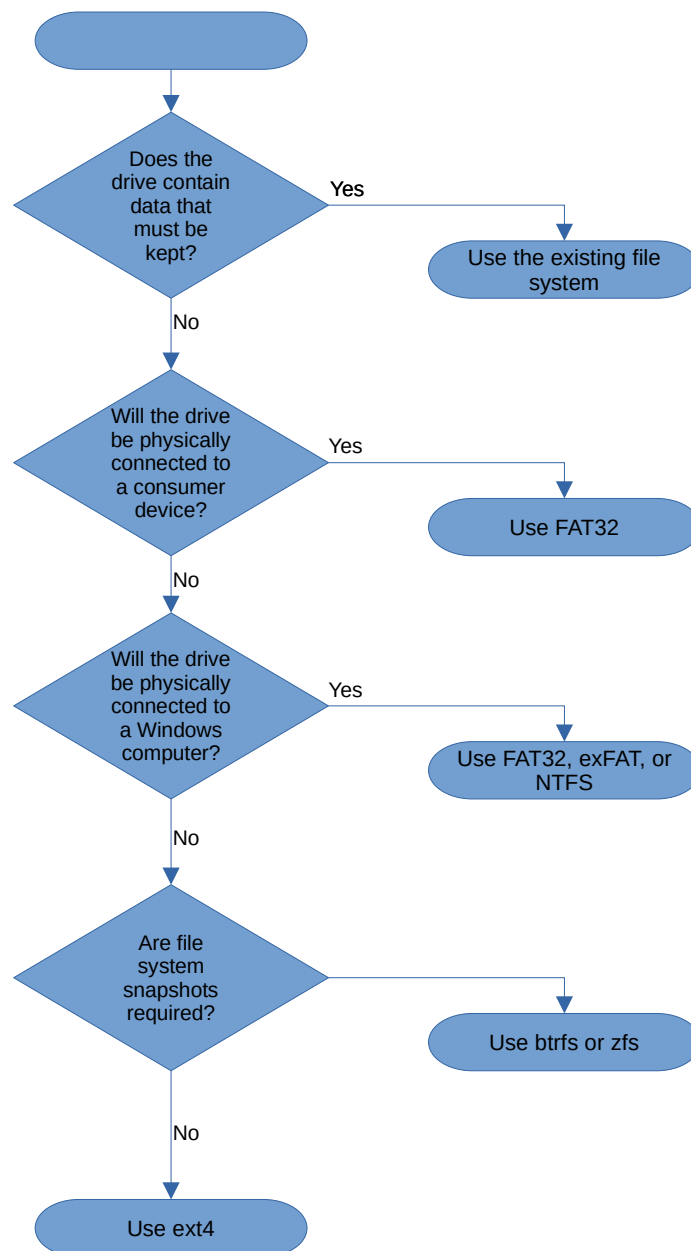 Does the
drive contain
data that
must be
kept?
Yes
Use the existing file
system
No
Will the drive
be physically
connected to
a consumer
device?
Yes
Use FAT32
No
Will the drive
be physically
connected to
a Windows
computer?
Yes
Use FAT32, exFAT, or
NTFS
No
Are file
system
snapshots
required?
Use btrfs or zfs
No
Use ext4